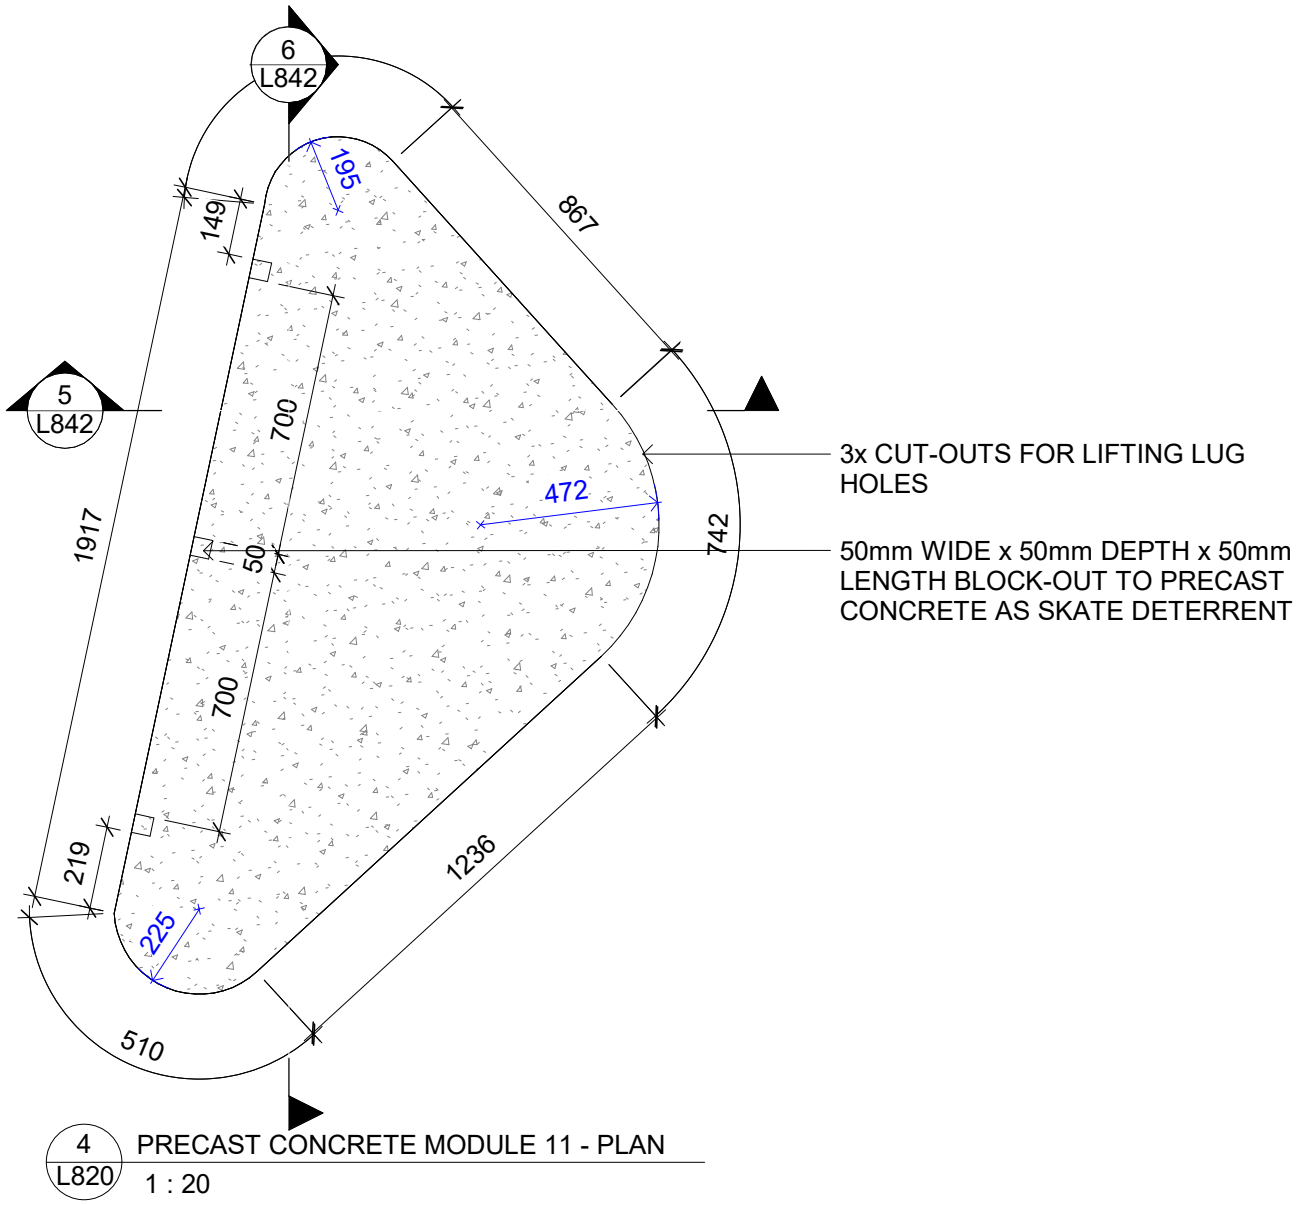 6
L842
195
867
149
700
5
L842
3x CUT-OUTS FOR LIFTING LUG
HOLES
472
1917
742
50
50mm WIDE x 50mm DEPTH x 50mm
LENGTH BLOCK-OUT TO PRECAST
CONCRETE AS SKATE DETERRENT
700
219
1236
225
510
4
L820
PRECAST CONCRETE MODULE 11 - PLAN
1 : 20